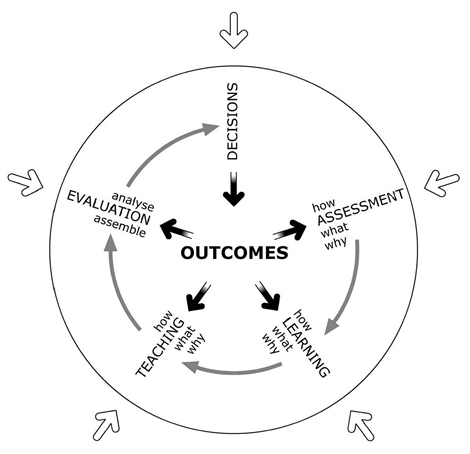 DECISIONS
how
ASSESSMENT
what
why
analyse
EVALUATION
assemble
OUTCOMES
how
TEACHING
what
why
how
LEARNING
what
why